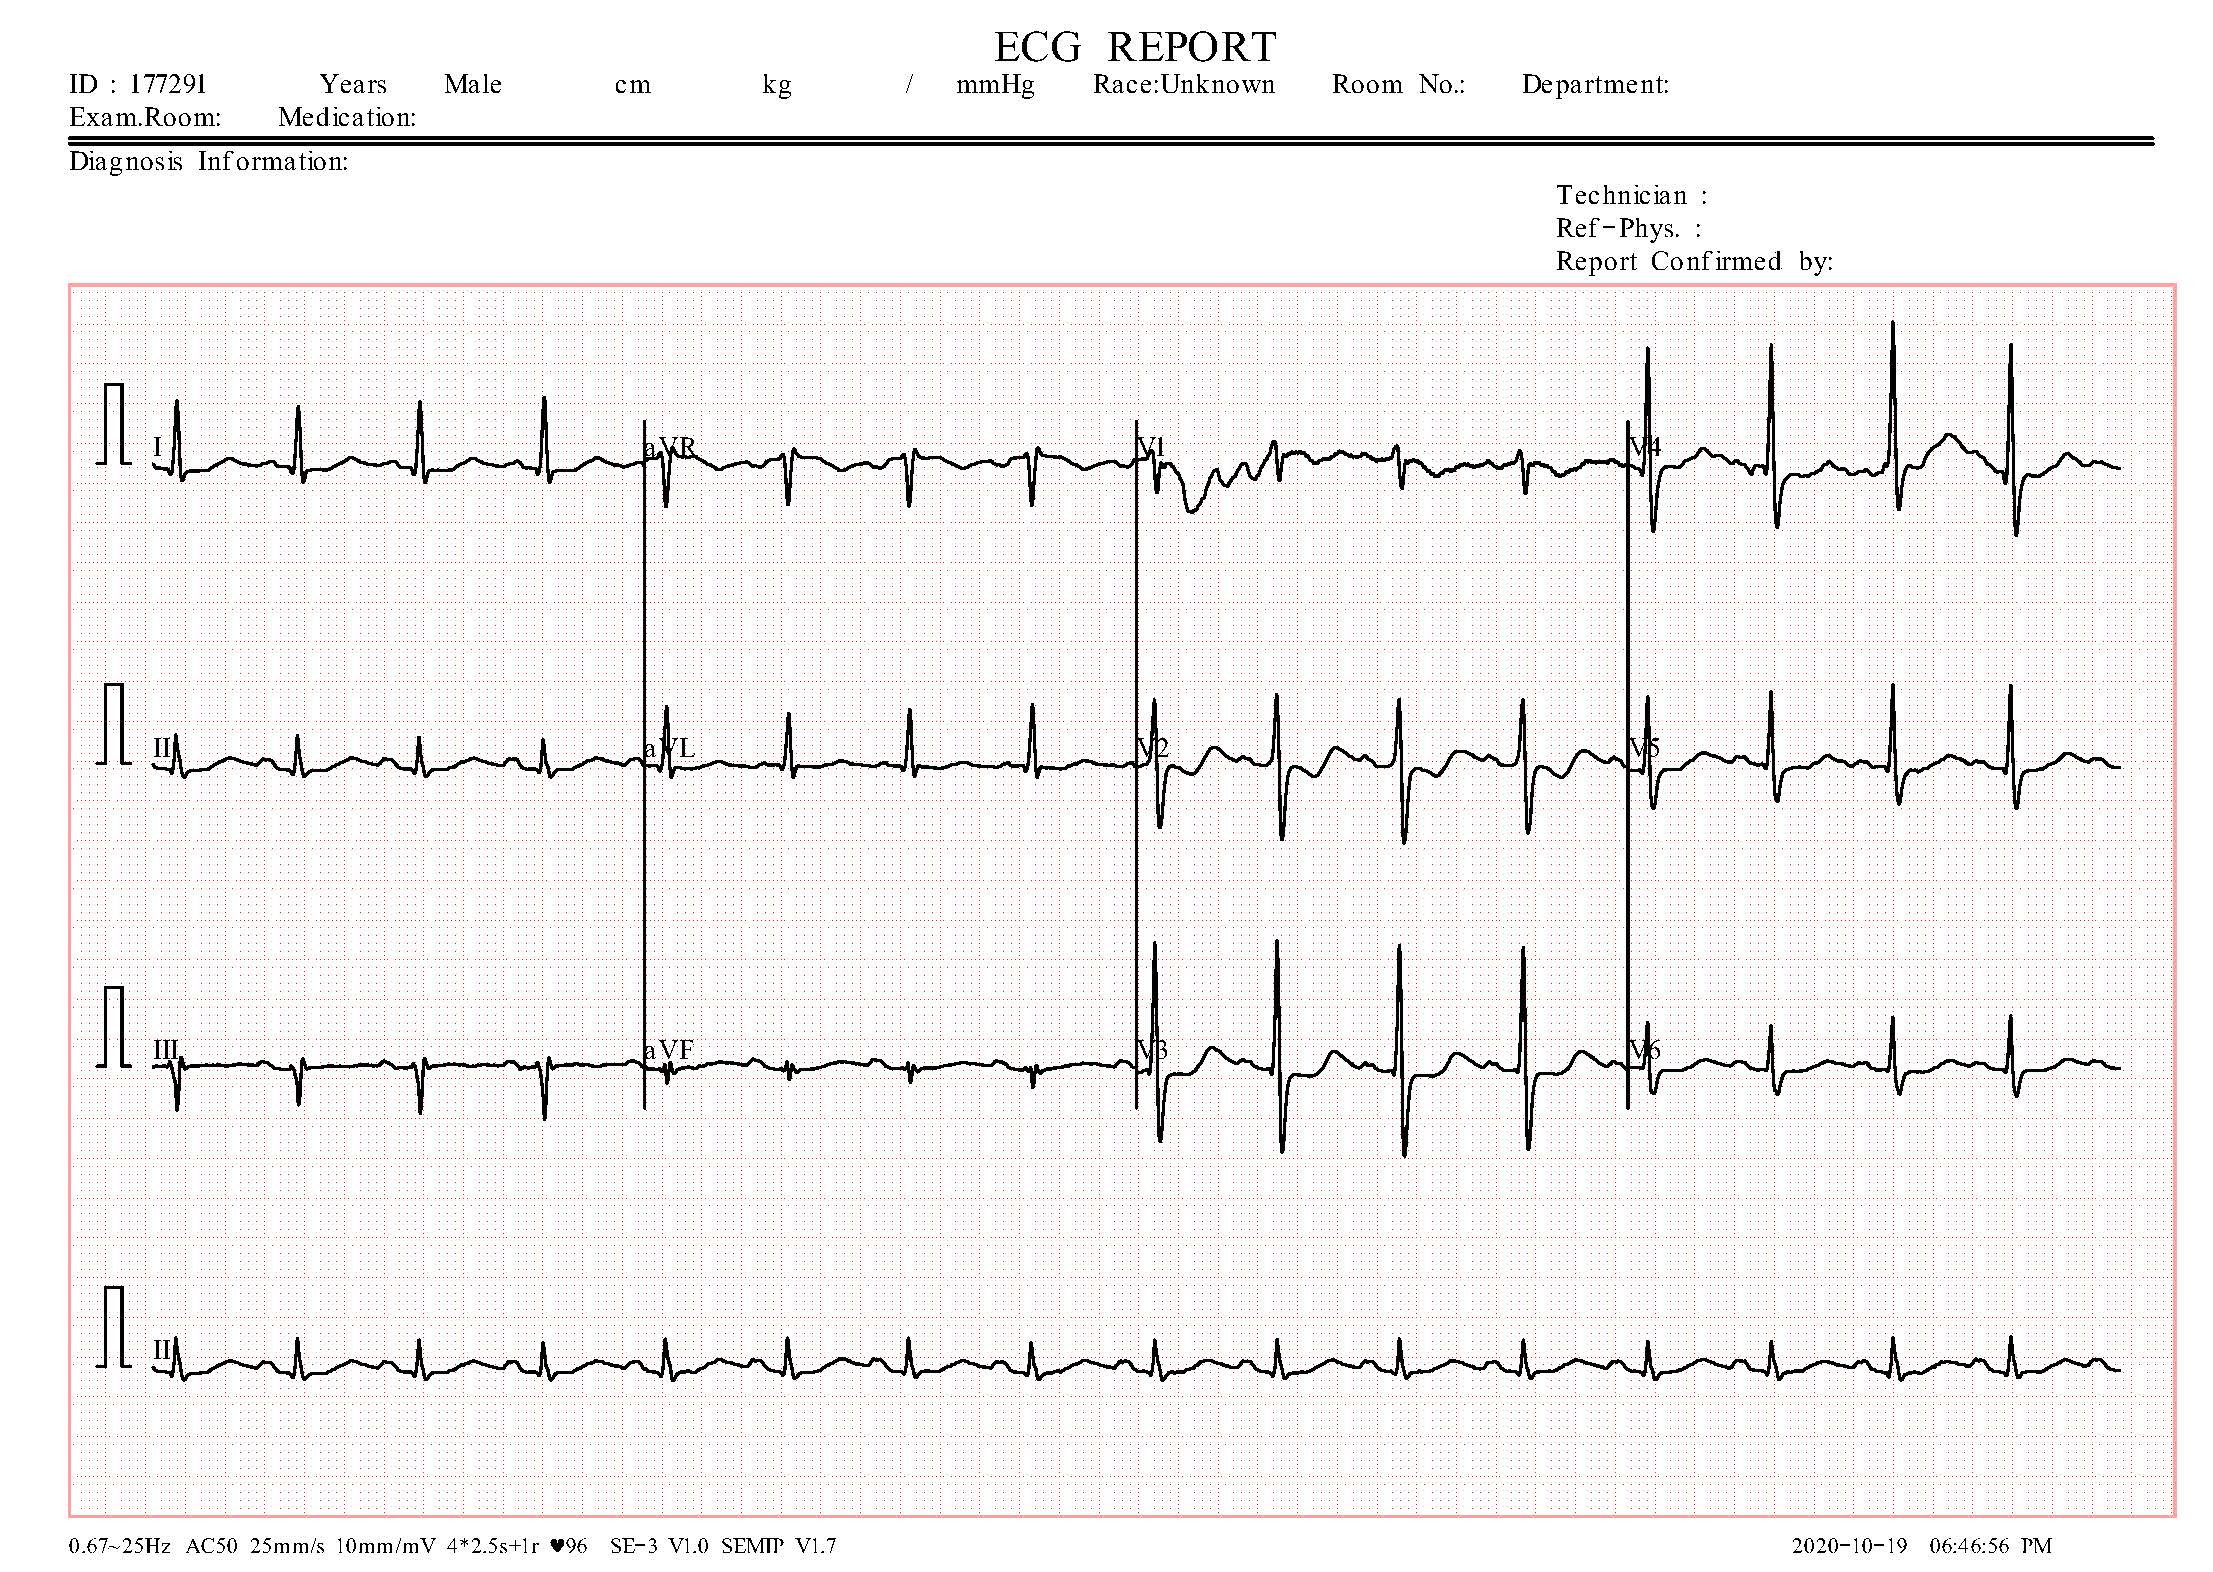 ECG REPORT
ID : 177291 Years Male cm kg / mmHg Race:Unknown Room No.: Department:
Exam.Room: Medication:
Diagnosis Information:
Technician :
Ref-Phys. :
Report Confirmed by:
I aVR V1 V4
II aVL V2 V5
III aVF V3 V6
II
0.67~25Hz AC50 25mm/s 10mm/mV 4*2.5s+1r ♥96 SE-3 V1.0 SEMIP V1.7 2020-10-19 06:46:56 PM